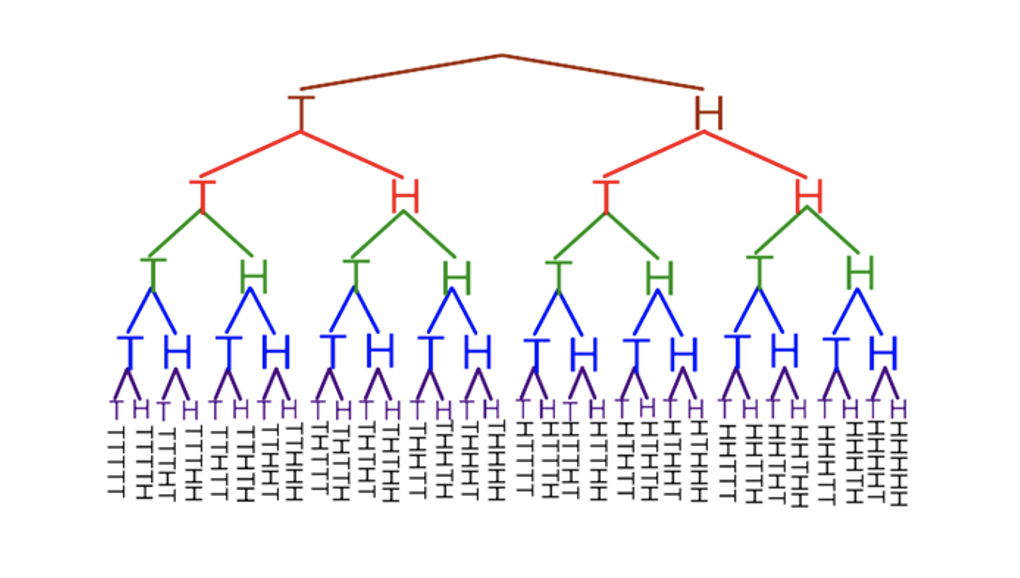 T H
T H T H
T H T H T H T H
T H T H T H T H T H T H T H T H
T H T H T H T H T H T H T H T H T H T H T H T H T H T H T H T H
TTTTT
TTTTH
TTTHT
TTTHH
TTHTT
TTHTH
TTHHT
TTHHH
THTTT
THTTH
THTHT
THTHH
THHTT
THHTH
THHHT
THHHH
HTTTT
HTTTH
HTTHT
HTTHH
HTHTT
HTHTH
HTHHT
HTHHH
HHTTT
HHTTH
HHTHT
HHTHH
HHHTT
HHHTH
HHHHT
HHHHH